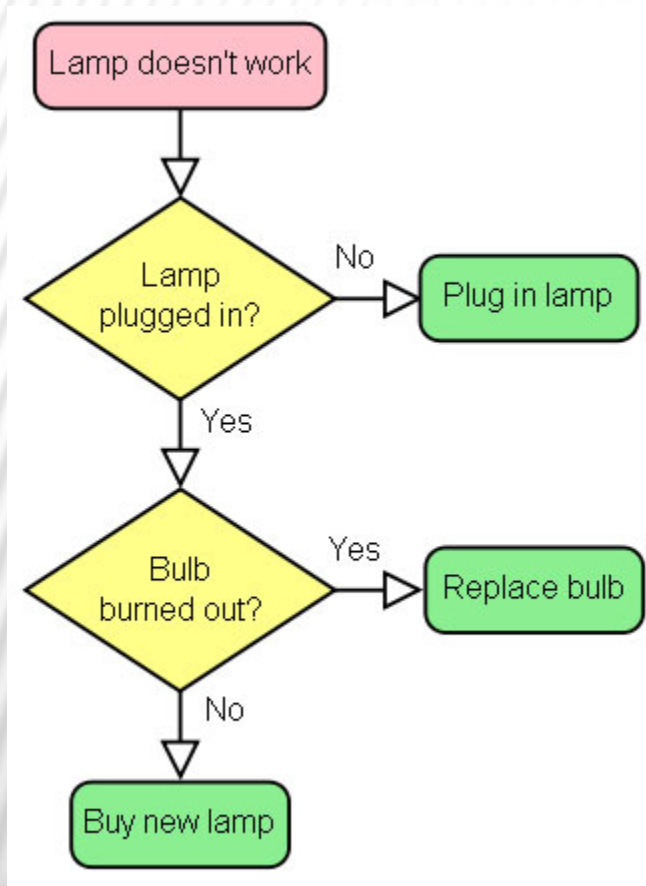 Lamp doesn't work
Lamp
plugged in?
No
Plug in lamp
Yes
Bulb
burned out?
Yes
Replace bulb
No
Buy new lamp